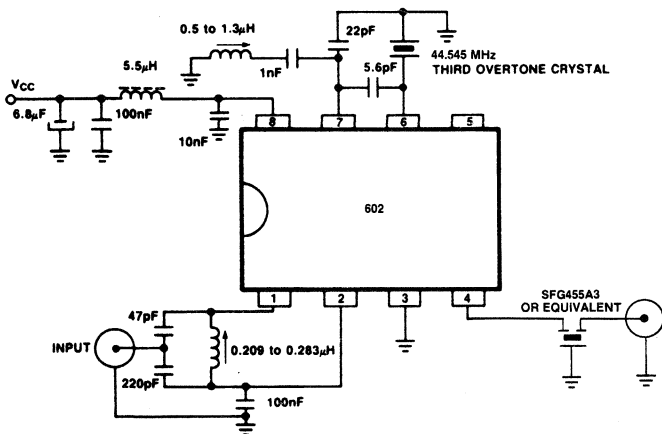 0.5 to 1.3µH
22pF
44.545 MHz
THIRD OVERTONE CRYSTAL
5.5µH
1nF
5.6pF
VCC
6.8µF
100nF
10nF
8
7
6
5
602
1
2
3
4
SFG455A3
OR EQUIVALENT
47pF
INPUT
0.209 to 0.283µH
220pF
100nF